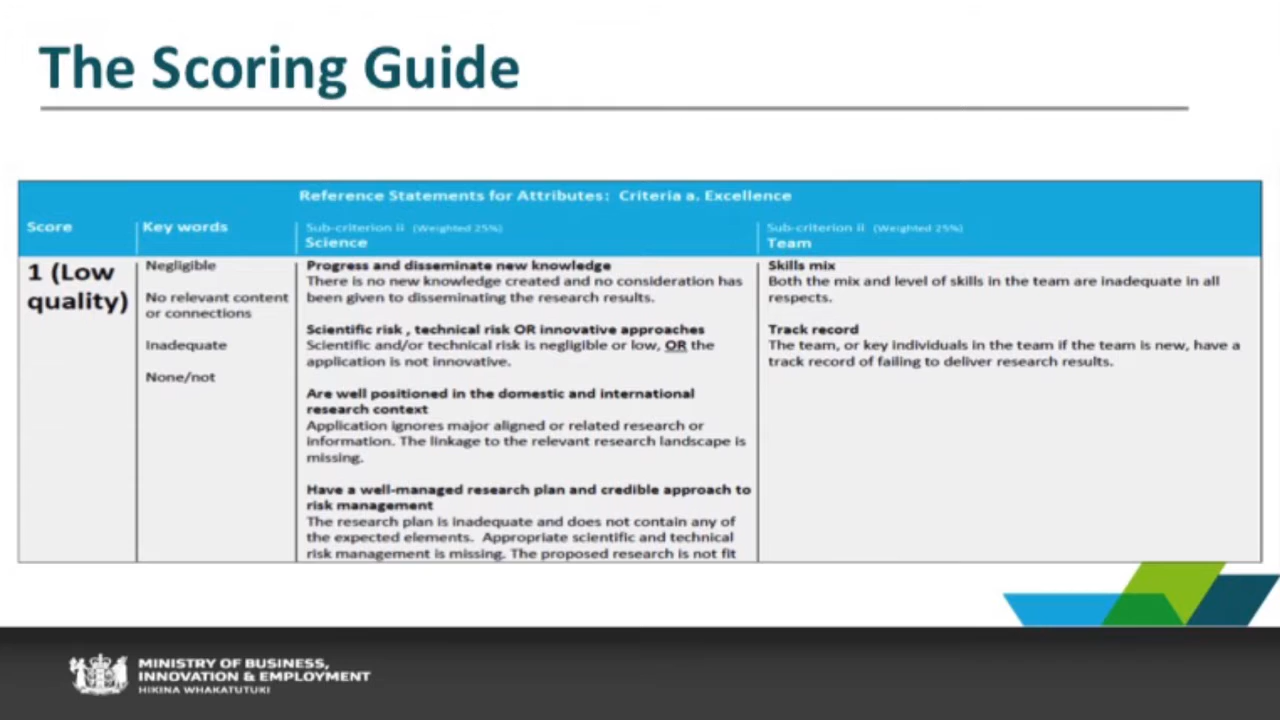 The Scoring Guide
Reference Statements for Attributes: Criteria a. Excellence
Score
Key words
Sub-criterion ii (Weighted 25%)
Science
Sub-criterion ii (Weighted 25%)
Team
1 (Low
quality)
Negligible
No relevant content
or connections
Inadequate
None/not
Progress and disseminate new knowledge
There is no new knowledge created and no consideration has
been given to disseminating the research results.
Scientific risk , technical risk OR innovative approaches
Scientific and/or technical risk is negligible or low, OR the
application is not innovative.
Are well positioned in the domestic and international
research context
Application ignores major aligned or related research or
information. The linkage to the relevant research landscape is
missing.
Have a well-managed research plan and credible approach to
risk management
The research plan is inadequate and does not contain any of
the expected elements. Appropriate scientific and technical
risk management is missing. The proposed research is not fit
Skills mix
Both the mix and level of skills in the team are inadequate in all
respects.
Track record
The team, or key individuals in the team if the team is new, have a
track record of failing to deliver research results.
MINISTRY OF BUSINESS,
INNOVATION & EMPLOYMENT
HIKINA WHAKATUTUKI